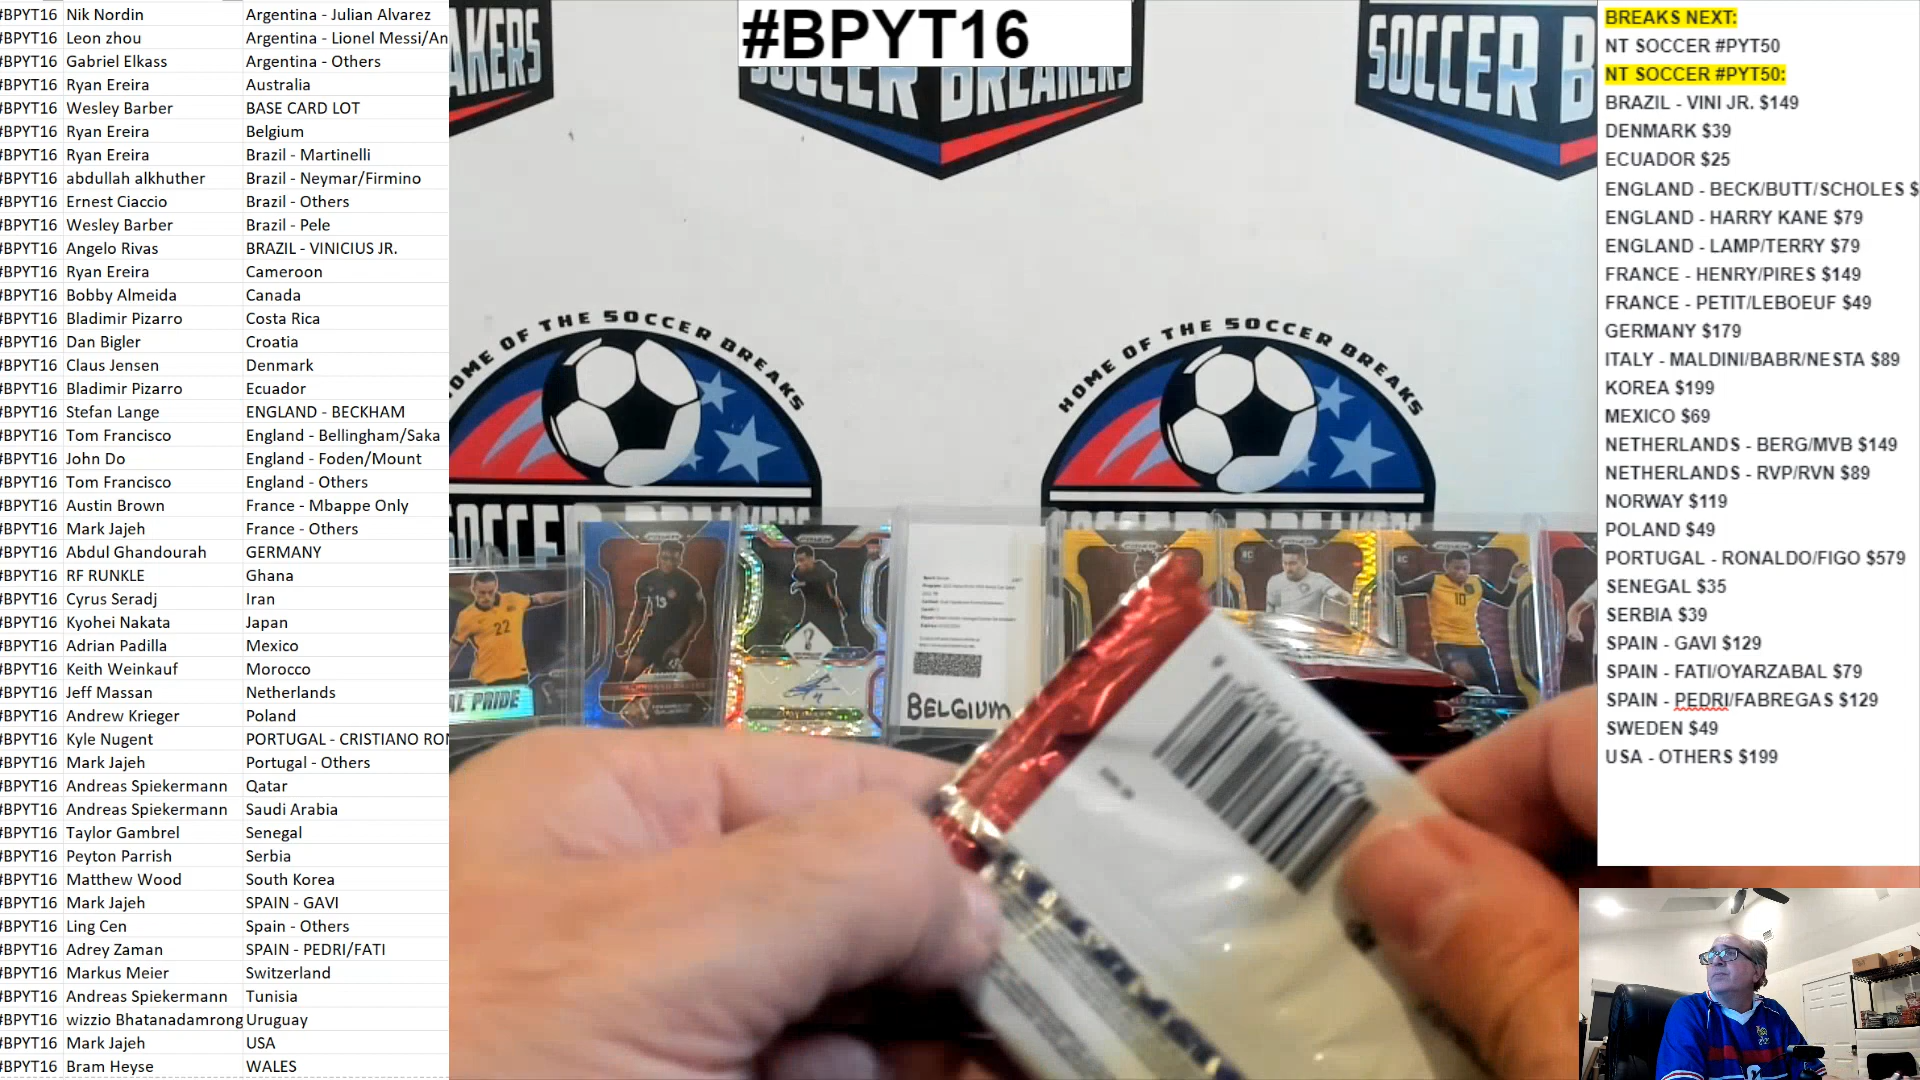 #BPYT16 Nik Nordin Argentina - Julian Alvarez
#BPYT16 Leon zhou Argentina - Lionel Messi/An
#BPYT16 Gabriel Elkass Argentina - Others
#BPYT16 Ryan Ereira Australia
#BPYT16 Wesley Barber BASE CARD LOT
#BPYT16 Ryan Ereira Belgium
#BPYT16 Ryan Ereira Brazil - Martinelli
#BPYT16 abdullah alkhuther Brazil - Neymar/Firmino
#BPYT16 Ernest Ciaccio Brazil - Others
#BPYT16 Wesley Barber Brazil - Pele
#BPYT16 Angelo Rivas BRAZIL - VINICIUS JR.
#BPYT16 Ryan Ereira Cameroon
#BPYT16 Bobby Almeida Canada
#BPYT16 Bladimir Pizarro Costa Rica
#BPYT16 Dan Bigler Croatia
#BPYT16 Claus Jensen Denmark
#BPYT16 Bladimir Pizarro Ecuador
#BPYT16 Stefan Lange ENGLAND - BECKHAM
#BPYT16 Tom Francisco England - Bellingham/Saka
#BPYT16 John Do England - Foden/Mount
#BPYT16 Tom Francisco England - Others
#BPYT16 Austin Brown France - Mbappe Only
#BPYT16 Mark Jajeh France - Others
#BPYT16 Abdul Ghandourah GERMANY
#BPYT16 RF RUNKLE Ghana
#BPYT16 Cyrus Seradj Iran
#BPYT16 Kyohei Nakata Japan
#BPYT16 Adrian Padilla Mexico
#BPYT16 Keith Weinkauf Morocco
#BPYT16 Jeff Massan Netherlands
#BPYT16 Andrew Krieger Poland
#BPYT16 Kyle Nugent PORTUGAL - CRISTIANO RO
#BPYT16 Mark Jajeh Portugal - Others
#BPYT16 Andreas Spiekermann Qatar
#BPYT16 Andreas Spiekermann Saudi Arabia
#BPYT16 Taylor Gambrel Senegal
#BPYT16 Peyton Parrish Serbia
#BPYT16 Matthew Wood South Korea
#BPYT16 Mark Jajeh SPAIN - GAVI
#BPYT16 Ling Cen Spain - Others
#BPYT16 Adrey Zaman SPAIN - PEDRI/FATI
#BPYT16 Markus Meier Switzerland
#BPYT16 Andreas Spiekermann Tunisia
#BPYT16 wizzio Bhatanadamrong Uruguay
#BPYT16 Mark Jajeh USA
#BPYT16 Bram Heyse WALES
#BPYT16
AKERS
SOCCER BREAKERS
SOCCER B
OME OF THE SOCCER BREAKS
HOME OF THE SOCCER BREAKS
SOCCER BREAKERS
22
AL PRIDE
13
BELGIUM
RC
RC
10
BREAKS NEXT:
NT SOCCER #PYT50
NT SOCCER #PYT50:
BRAZIL - VINI JR. $149
DENMARK $39
ECUADOR $25
ENGLAND - BECK/BUTT/SCHOLES $
ENGLAND - HARRY KANE $79
ENGLAND - LAMP/TERRY $79
FRANCE - HENRY/PIRES $149
FRANCE - PETIT/LEBOEUF $49
GERMANY $179
ITALY - MALDINI/BABR/NESTA $89
KOREA $199
MEXICO $69
NETHERLANDS - BERG/MVB $149
NETHERLANDS - RVP/RVN $89
NORWAY $119
POLAND $49
PORTUGAL - RONALDO/FIGO $579
SENEGAL $35
SERBIA $39
SPAIN - GAVI $129
SPAIN - FATI/OYARZABAL $79
SPAIN - PEDRI/FABREGAS $129
SWEDEN $49
USA - OTHERS $199